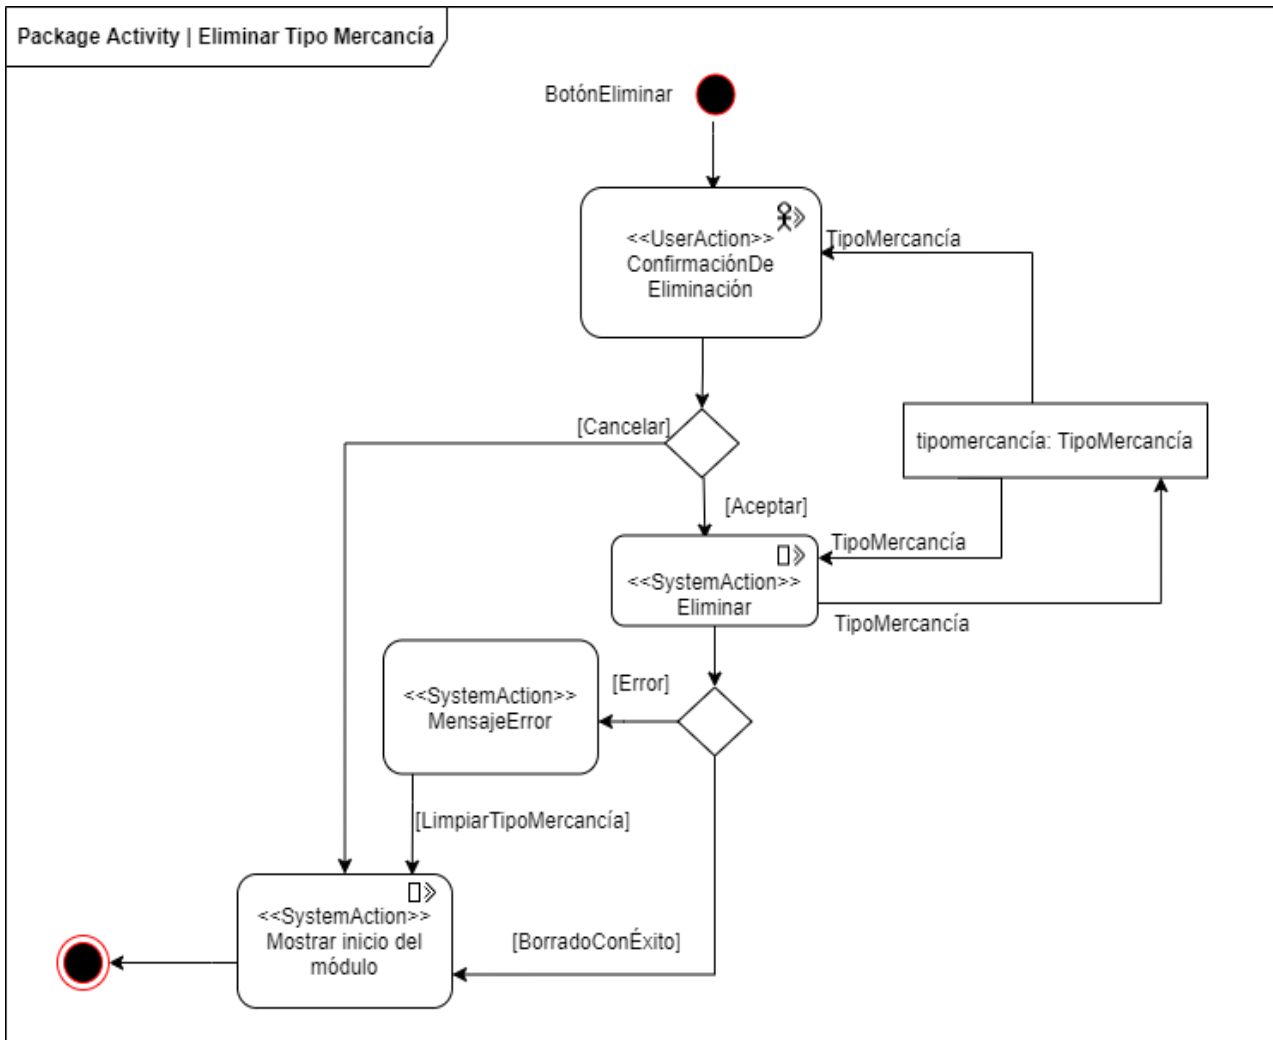 Package Activity | Eliminar Tipo Mercancía
BotónEliminar
<<UserAction>>
ConfirmaciónDe
Eliminación
TipoMercancía
[Cancelar]
tipomercancía: TipoMercancía
[Aceptar]
TipoMercancía
<<SystemAction>>
Eliminar
TipoMercancía
[Error]
<<SystemAction>>
MensajeError
[LimpiarTipoMercancía]
<<SystemAction>>
Mostrar inicio del
módulo
[BorradoConÉxito]